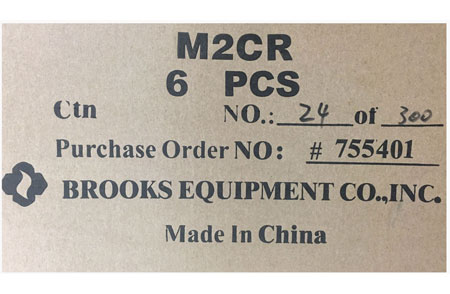 M2CR
6 PCS
Ctn NO.: 24 of 300
Purchase Order NO: # 755401
BROOKS EQUIPMENT CO.,INC.
Made In China